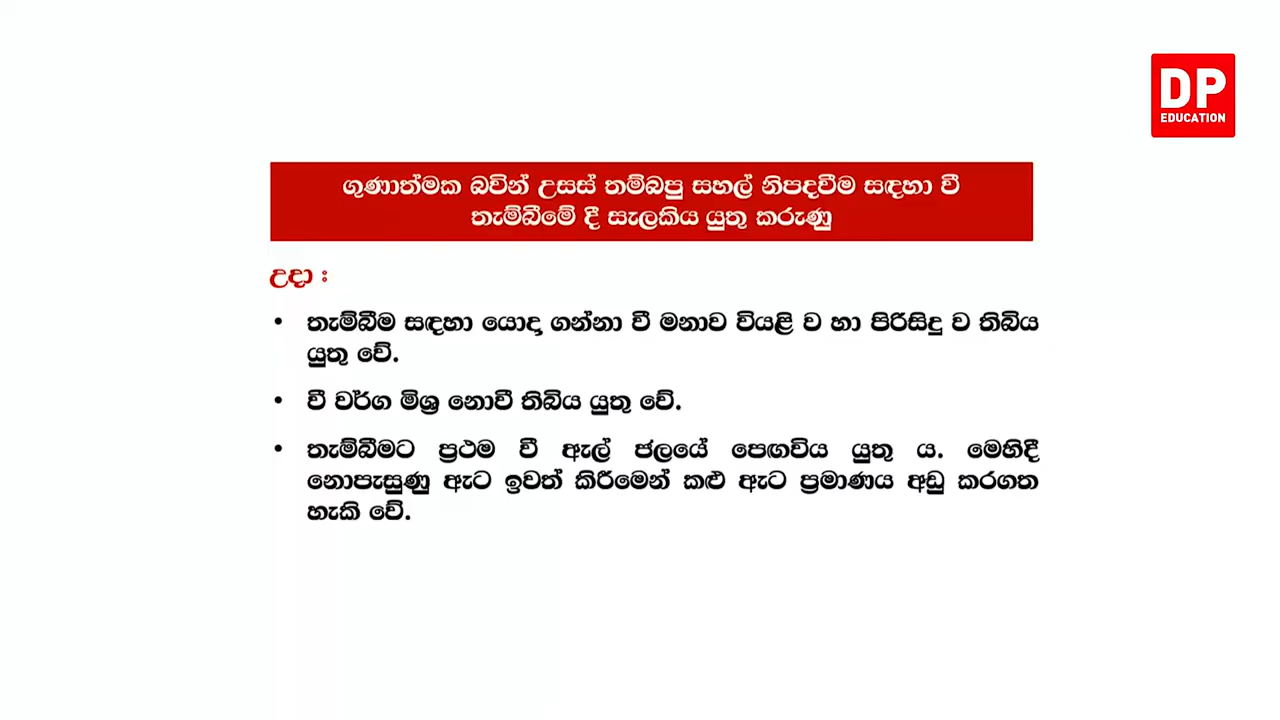 DP
EDUCATION
ගුණාත්මක බවින් උසස් තම්බපු සහල් නිපදවීම සඳහා වී
තැම්බීමේ දී සැලකිය යුතු කරුණු
උදා :
• තැම්බීම සඳහා යොදා ගන්නා වී මනාව වියළි ව හා පිරිසිදු ව තිබිය
යුතු වේ.
• වී වර්ග මිශ්‍ර නොවී තිබිය යුතු වේ.
• තැම්බීමට ප්‍රථම වී ඇල් ජලයේ පෙඟවිය යුතු ය. මෙහිදී
නොපැසුණු ඇට ඉවත් කිරීමෙන් කළු ඇට ප්‍රමාණය අඩු කරගත
හැකි වේ.